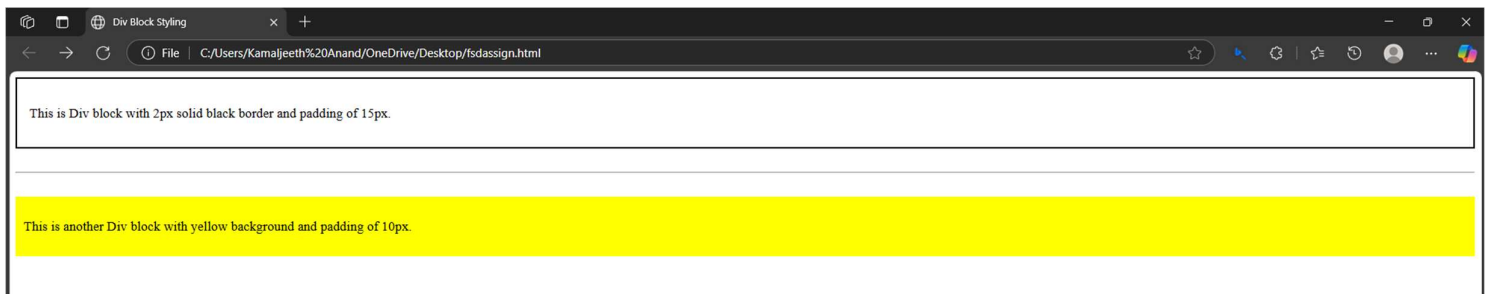 Div Block Styling
File | C:/Users/Kamaljeeth%20Anand/OneDrive/Desktop/fsdassign.html
This is Div block with 2px solid black border and padding of 15px.
This is another Div block with yellow background and padding of 10px.